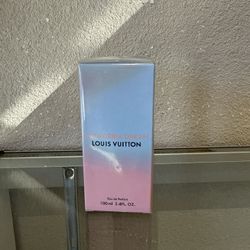 LOUIS VUITTON
Eau de Parfum
100ml 3.4FL. OZ.